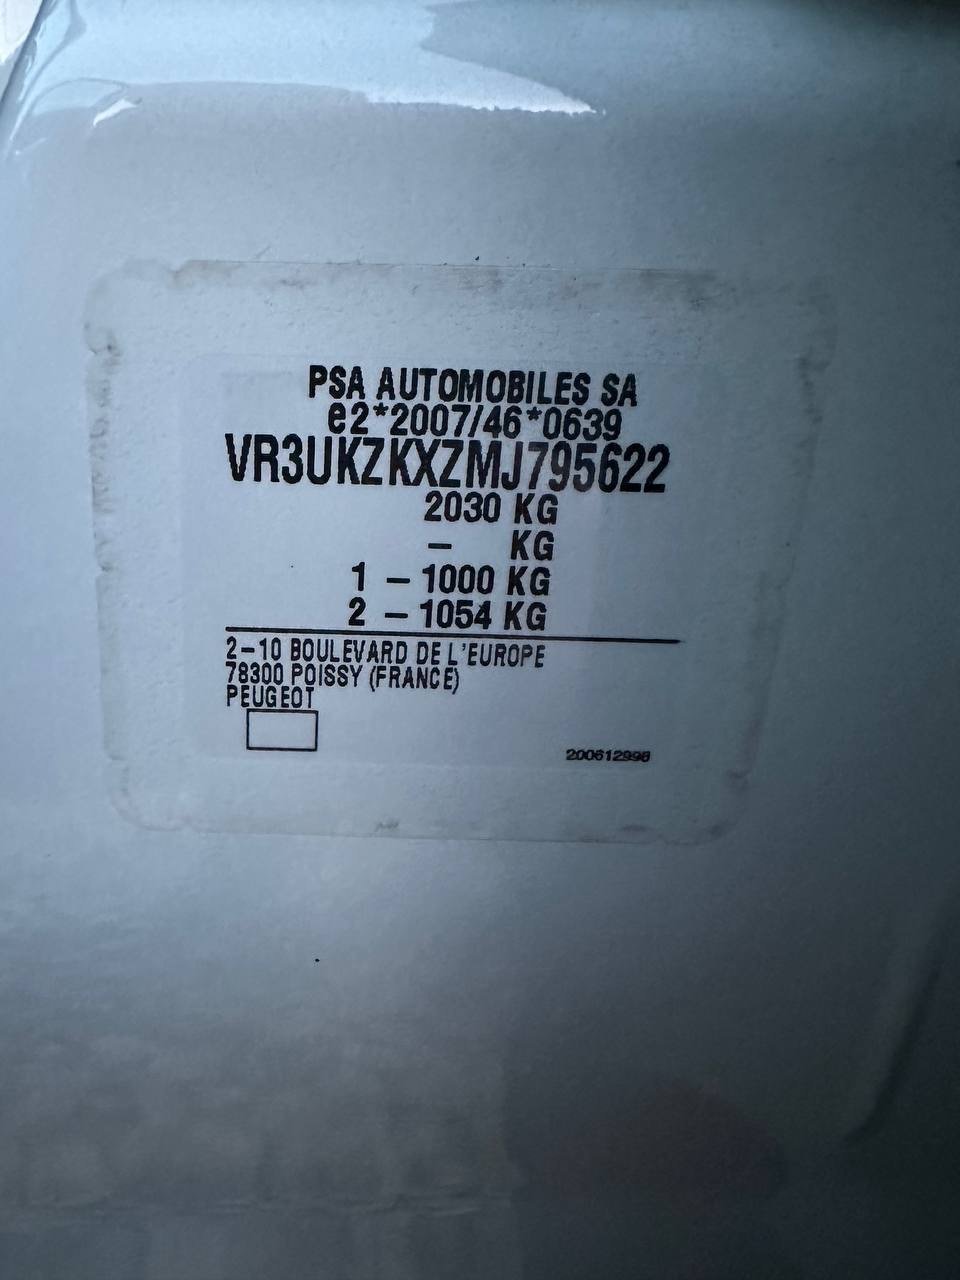 PSA AUTOMOBILES SA
e2*2007/46*0639
VR3UKZKXZMJ795622
2030 KG
– KG
1 – 1000 KG
2 – 1054 KG
2-10 BOULEVARD DE L'EUROPE
78300 POISSY (FRANCE)
PEUGEOT
200612998